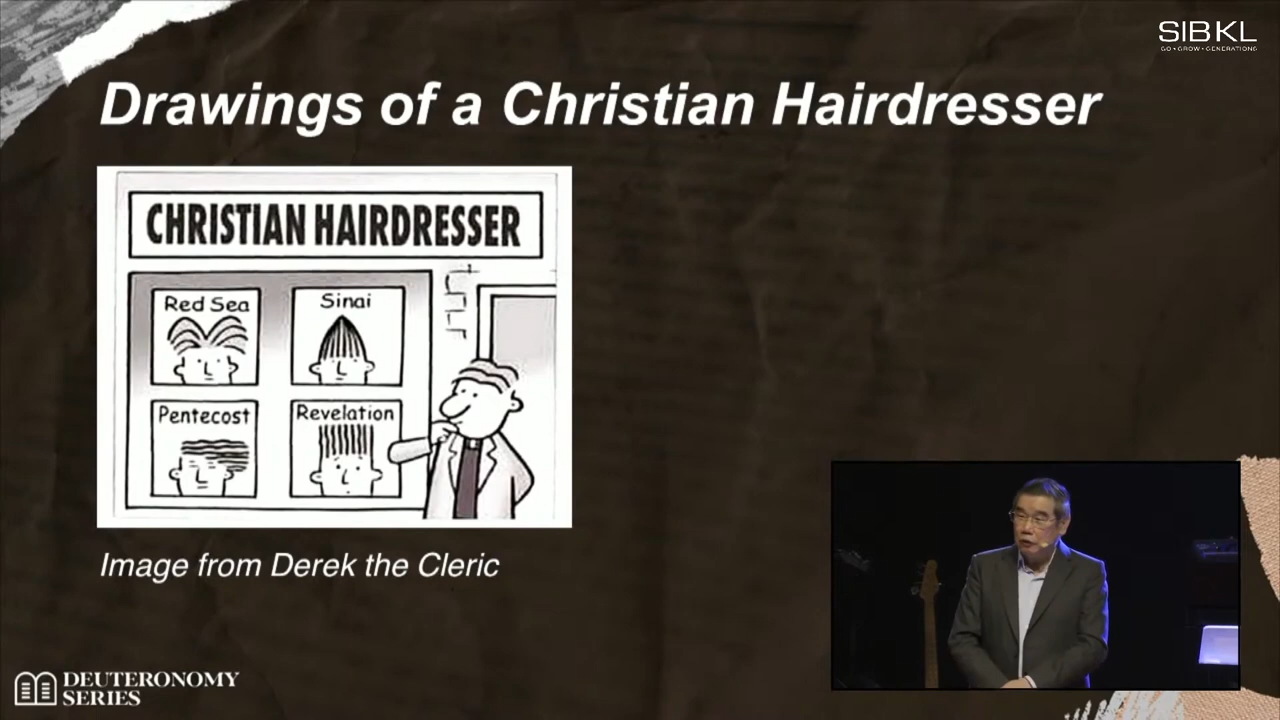 SIBKL
GO • GROW • GENERATIONS
Drawings of a Christian Hairdresser
CHRISTIAN HAIRDRESSER
Red Sea
Sinai
Pentecost
Revelation
Image from Derek the Cleric
DEUTERONOMY
SERIES